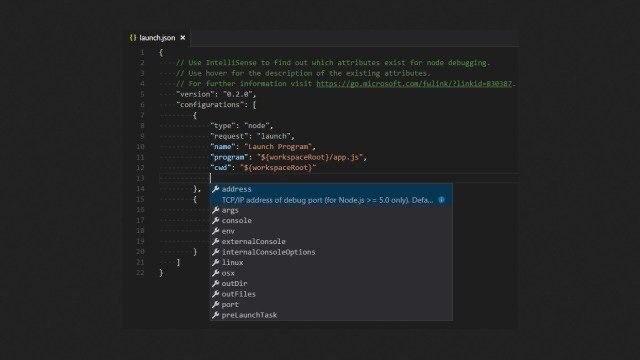 {} launch.json ×
1 {
2 // Use IntelliSense to find out which attributes exist for node debugging.
3 // Use hover for the description of the existing attributes.
4 // For further information visit https://go.microsoft.com/fwlink/?linkid=830387.
5 "version": "0.2.0",
6 "configurations": [
7 {
8 "type": "node",
9 "request": "launch",
10 "name": "Launch Program",
11 "program": "${workspaceRoot}/app.js",
12 "cwd": "${workspaceRoot}"
13
14 },
15 {
16
17
18
19
20 }
21 ]
22 }
address
TCP/IP address of debug port (for Node.js >= 5.0 only). Defa...
args
console
env
externalConsole
internalConsoleOptions
linux
osx
outDir
outFiles
port
preLaunchTask